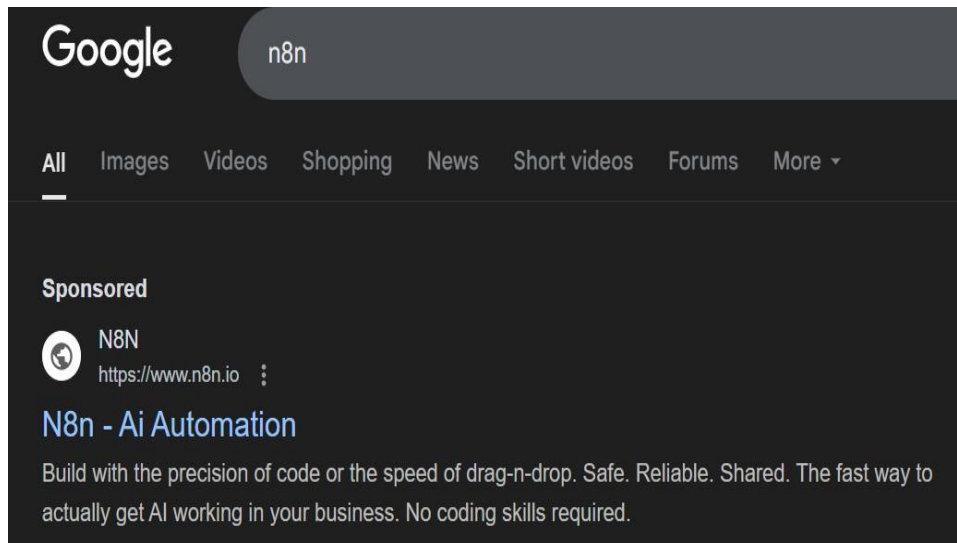 Google
n8n
All Images Videos Shopping News Short videos Forums More
Sponsored
N8N
https://www.n8n.io
N8n - Ai Automation
Build with the precision of code or the speed of drag-n-drop. Safe. Reliable. Shared. The fast way to
actually get AI working in your business. No coding skills required.